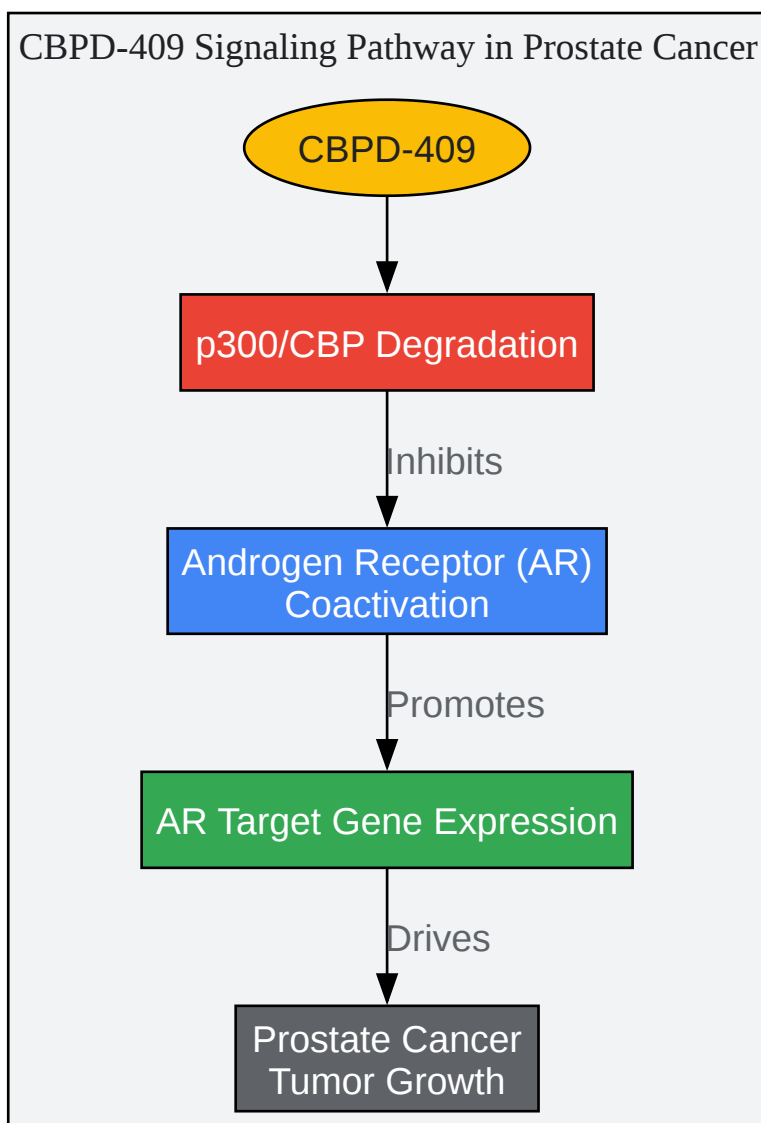 CBPD-409 Signaling Pathway in Prostate Cancer
CBPD-409
p300/CBP Degradation
Inhibits
Androgen Receptor (AR)
Coactivation
Promotes
AR Target Gene Expression
Drives
Prostate Cancer
Tumor Growth